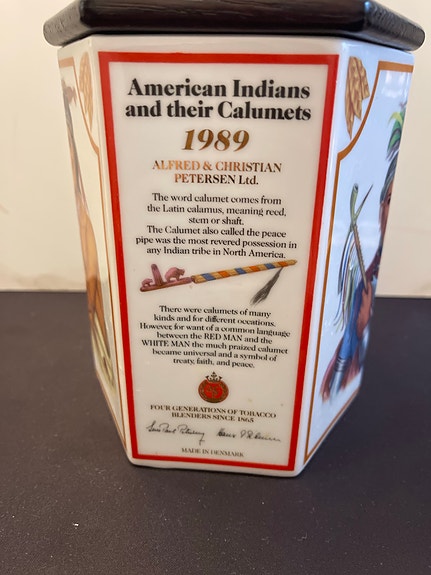 American Indians
and their Calumets
1989
ALFRED & CHRISTIAN
PETERSEN Ltd.
The word calumet comes from
the Latin calamus, meaning reed,
stem or shaft.
The Calumet also called the peace
pipe was the most revered possession in
any Indian tribe in North America.
There were calumets of many
kinds and for different occations.
However, for want of a common language
between the RED MAN and the
WHITE MAN the much praized calumet
became universal and a symbol of
treaty, faith, and peace.
FOUR GENERATIONS OF TOBACCO
BLENDERS SINCE 1865
MADE IN DENMARK